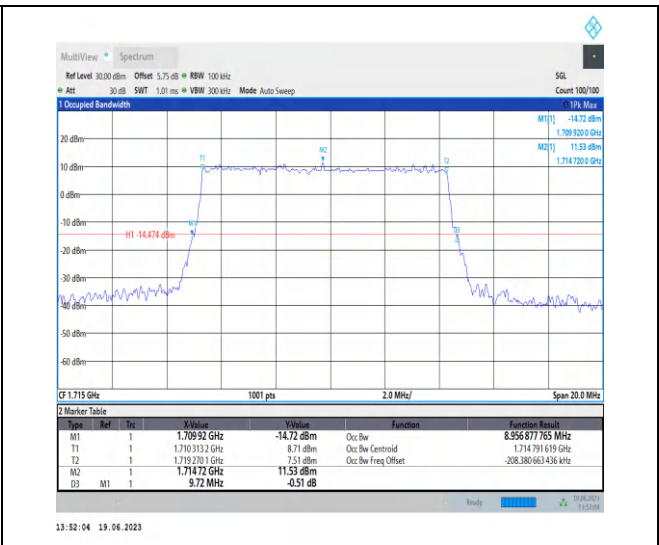 MultiView Spectrum
Ref Level 30.00 dBm Offset 5.75 dB RBW 100 kHz SGL
Att 30 dB SWT 1.01 ms VBW 300 kHz Mode Auto Sweep Count 100/100
1 Occupied Bandwidth 1Pk Max
M1[1] -14.72 dBm
1.709 920 0 GHz
M2[1] 11.53 dBm
1.714 720 0 GHz
20 dBm
M2
T1 T2
10 dBm
0 dBm
-10 dBm
M1
H1 -14.474 dBm
D3
-20 dBm
-30 dBm
-40 dBm
-50 dBm
-60 dBm
CF 1.715 GHz 1001 pts 2.0 MHz/ Span 20.0 MHz
2 Marker Table
Type Ref Trc X-Value Y-Value Function Function Result
M1 1 1.709 92 GHz -14.72 dBm Occ Bw 8.956 877 765 MHz
T1 1 1.710 313 2 GHz 8.71 dBm Occ Bw Centroid 1.714 791 619 GHz
T2 1 1.719 270 1 GHz 7.51 dBm Occ Bw Freq Offset -208.380 663 436 kHz
M2 1 1.714 72 GHz 11.53 dBm
D3 M1 1 9.72 MHz -0.51 dB
Ready 19.06.2023
13:52:04
13:52:04 19.06.2023